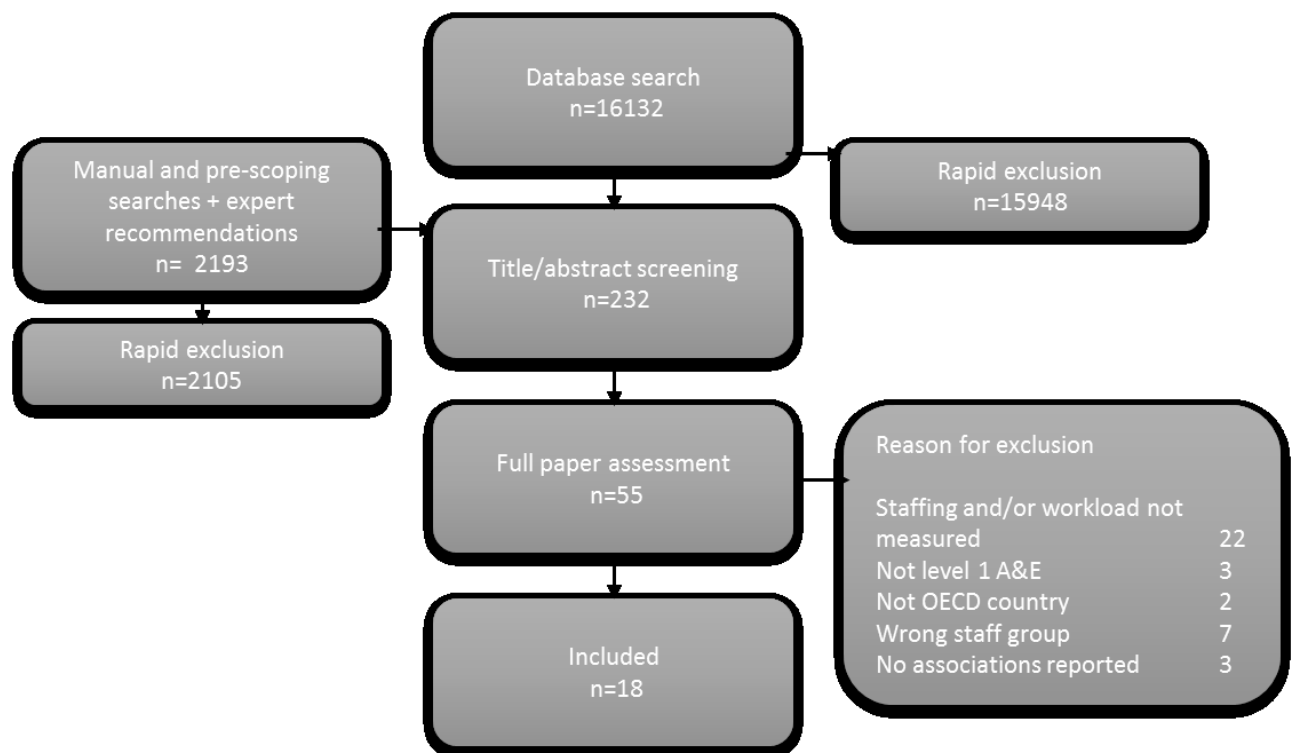 Database search
n=16132
Manual and pre-scoping
searches + expert
recommendations
n= 2193
Rapid exclusion
n=15948
Title/abstract screening
n=232
Rapid exclusion
n=2105
Full paper assessment
n=55
Reason for exclusion
Staffing and/or workload not
measured 22
Not level 1 A&E 3
Not OECD country 2
Wrong staff group 7
No associations reported 3
Included
n=18